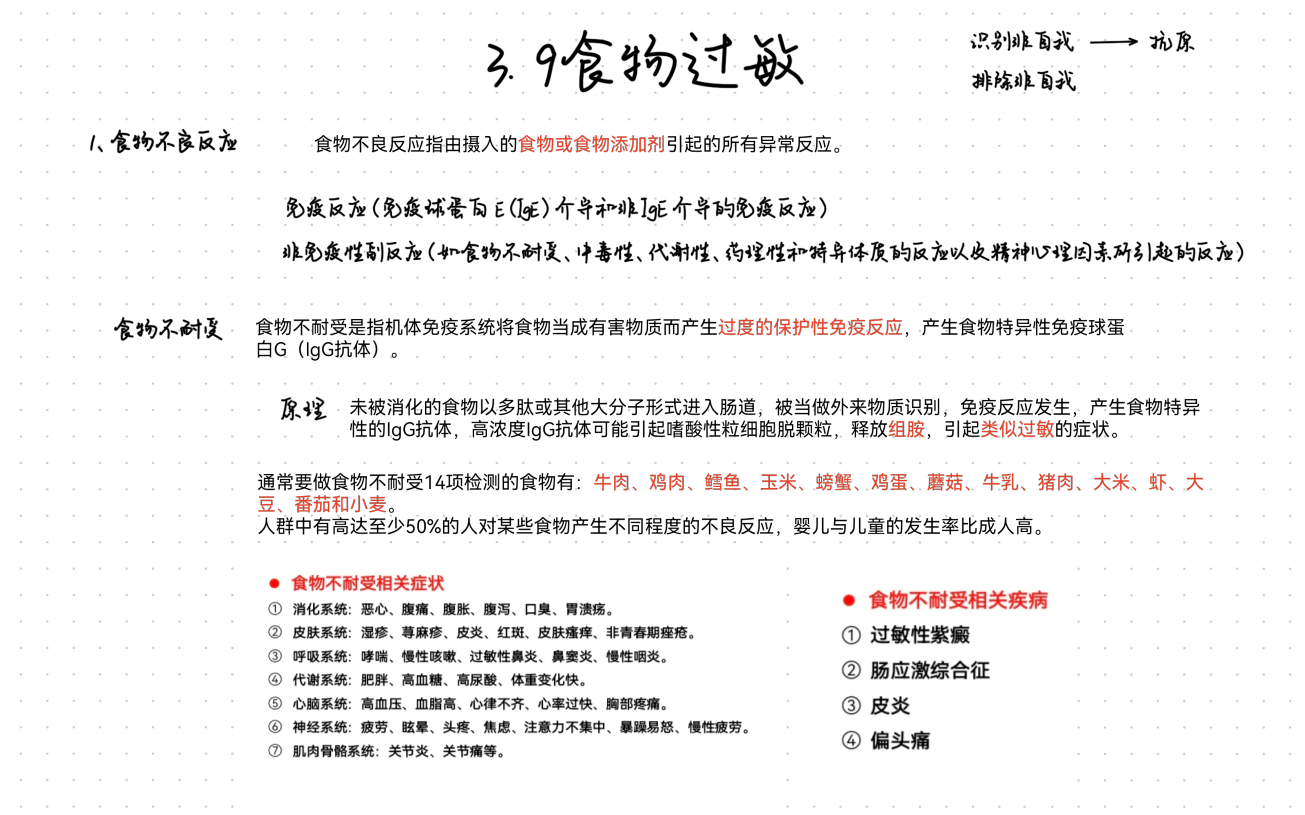 3.9食物过敏
识别非自我 → 抗原
排除非自我
1、食物不良反应
食物不良反应指由摄入的食物或食物添加剂引起的所有异常反应。
免疫反应(免疫球蛋白E(IgE)介导和非IgE介导的免疫反应)
非免疫性副反应(如食物不耐受、中毒性、代谢性、药理性和特异体质的反应以及精神心理因素所引起的反应)
食物不耐受
食物不耐受是指机体免疫系统将食物当成有害物质而产生过度的保护性免疫反应，产生食物特异性免疫球蛋
白G（IgG抗体）。
原理
未被消化的食物以多肽或其他大分子形式进入肠道，被当做外来物质识别，免疫反应发生，产生食物特异
性的IgG抗体，高浓度IgG抗体可能引起嗜酸性粒细胞脱颗粒，释放组胺，引起类似过敏的症状。
通常要做食物不耐受14项检测的食物有：牛肉、鸡肉、鳕鱼、玉米、螃蟹、鸡蛋、蘑菇、牛乳、猪肉、大米、虾、大
豆、番茄和小麦。
人群中有高达至少50%的人对某些食物产生不同程度的不良反应，婴儿与儿童的发生率比成人高。
● 食物不耐受相关症状
① 消化系统：恶心、腹痛、腹胀、腹泻、口臭、胃溃疡。
② 皮肤系统：湿疹、荨麻疹、皮炎、红斑、皮肤瘙痒、非青春期痤疮。
③ 呼吸系统：哮喘、慢性咳嗽、过敏性鼻炎、鼻窦炎、慢性咽炎。
④ 代谢系统：肥胖、高血糖、高尿酸、体重变化快。
⑤ 心脑系统：高血压、血脂高、心律不齐、心率过快、胸部疼痛。
⑥ 神经系统：疲劳、眩晕、头疼、焦虑、注意力不集中、暴躁易怒、慢性疲劳。
⑦ 肌肉骨骼系统：关节炎、关节痛等。
● 食物不耐受相关疾病
① 过敏性紫癜
② 肠应激综合征
③ 皮炎
④ 偏头痛